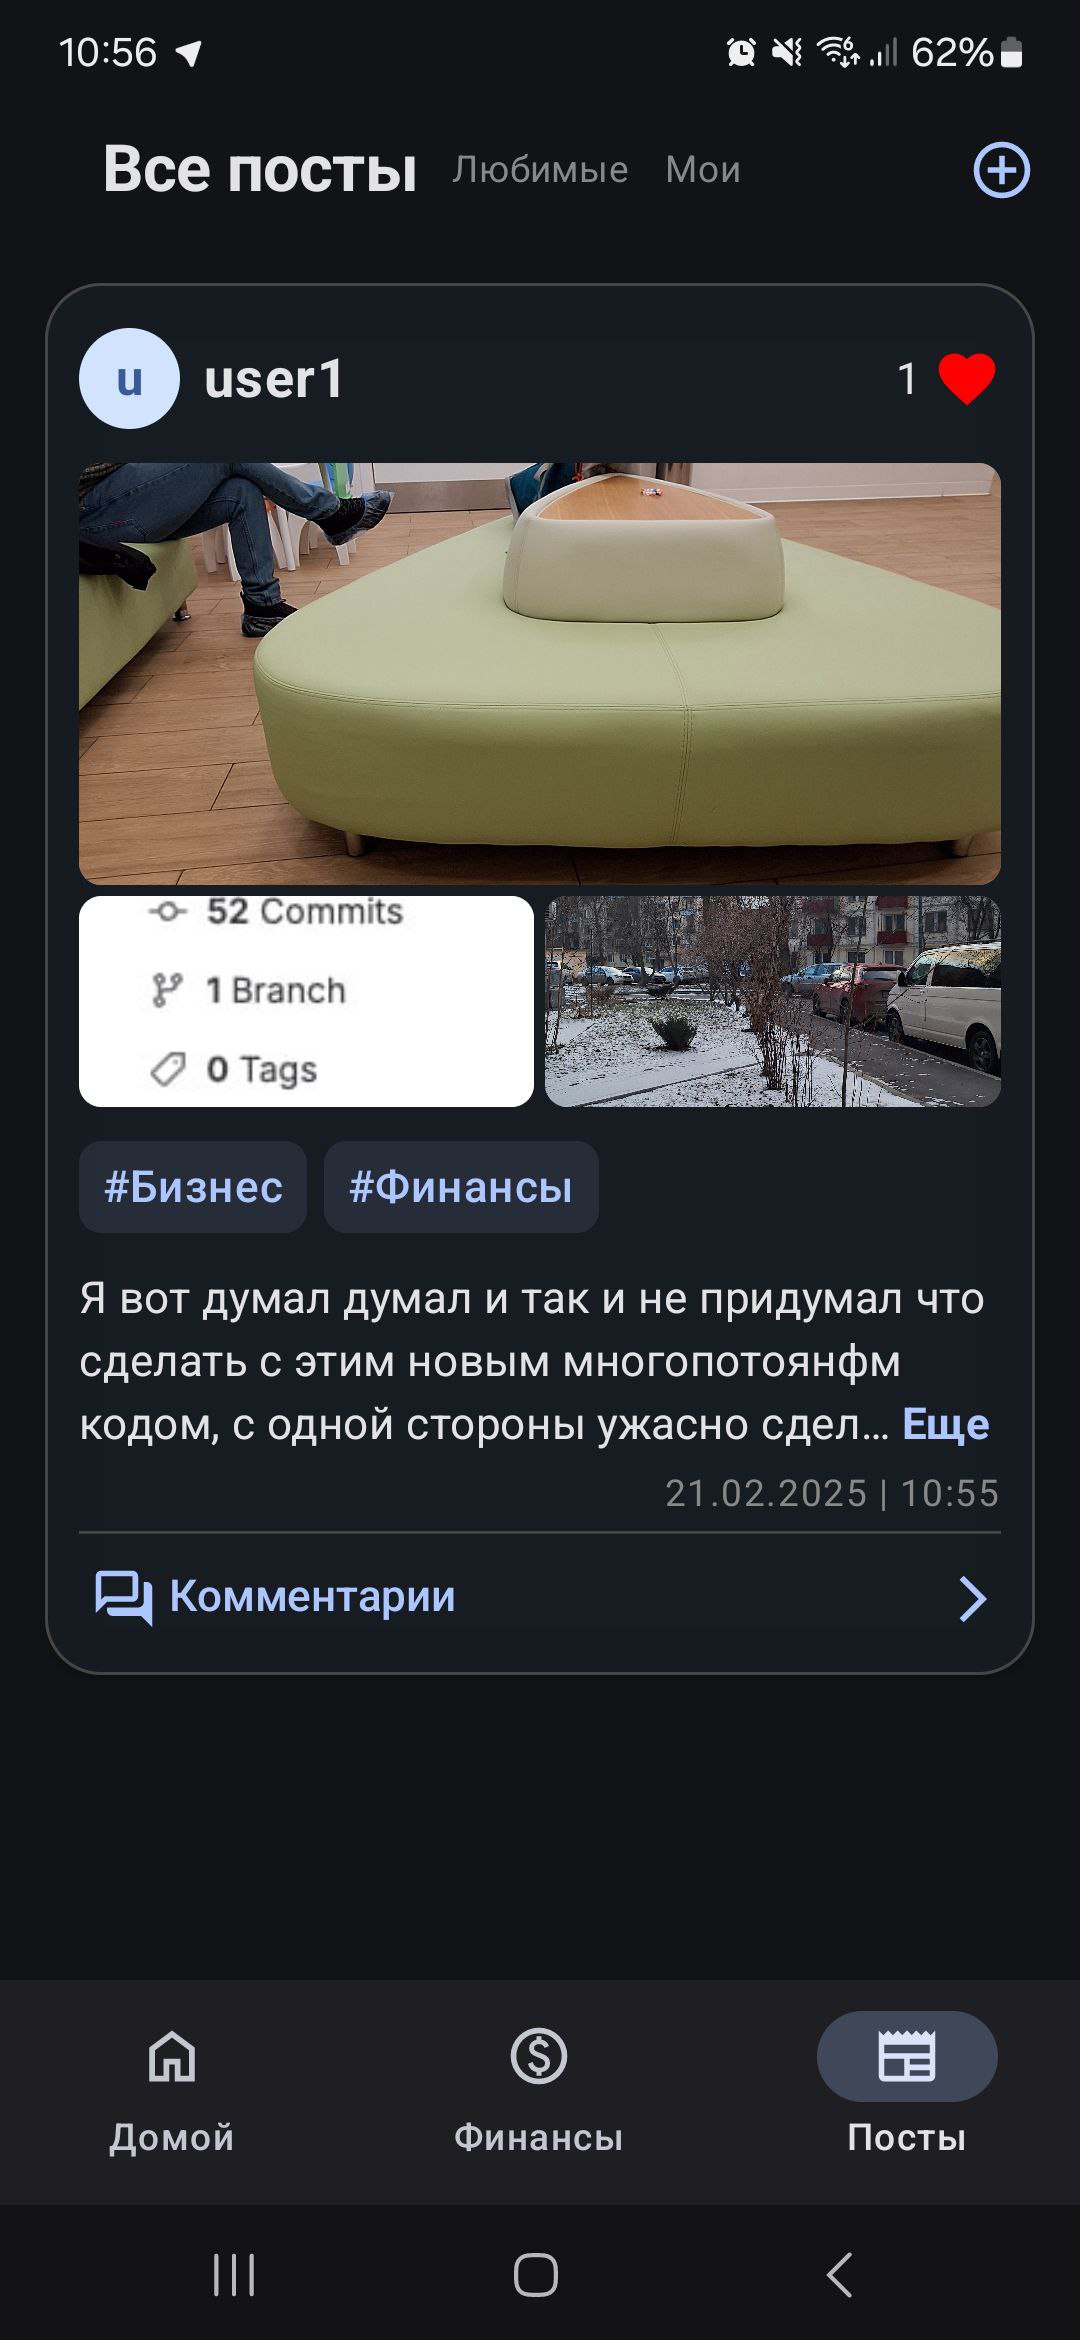 10:56
62%
Все посты Любимые Мои
u user1 1
52 Commits
1 Branch
0 Tags
#Бизнес #Финансы
Я вот думал думал и так и не придумал что
сделать с этим новым многопотоянфм
кодом, с одной стороны ужасно сдел... Еще
21.02.2025 | 10:55
Комментарии
Домой Финансы Посты